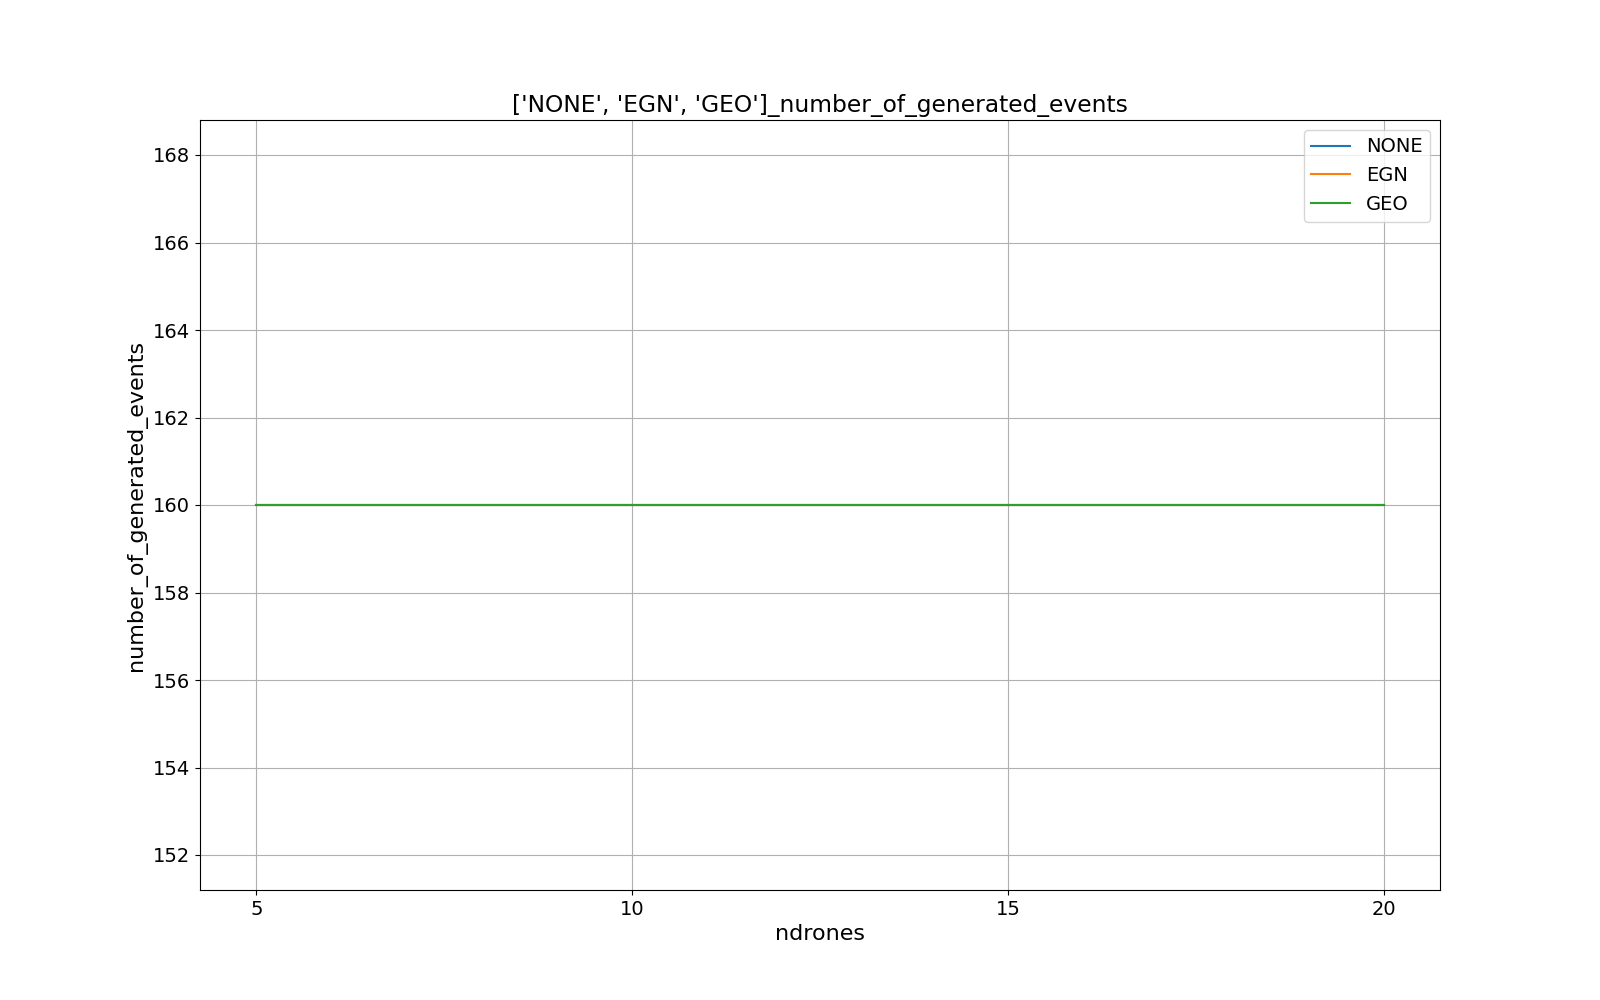 ['NONE', 'EGN', 'GEO']_number_of_generated_events
NONE
EGN
GEO
168
166
164
162
160
158
156
154
152
number_of_generated_events
5 10 15 20
ndrones